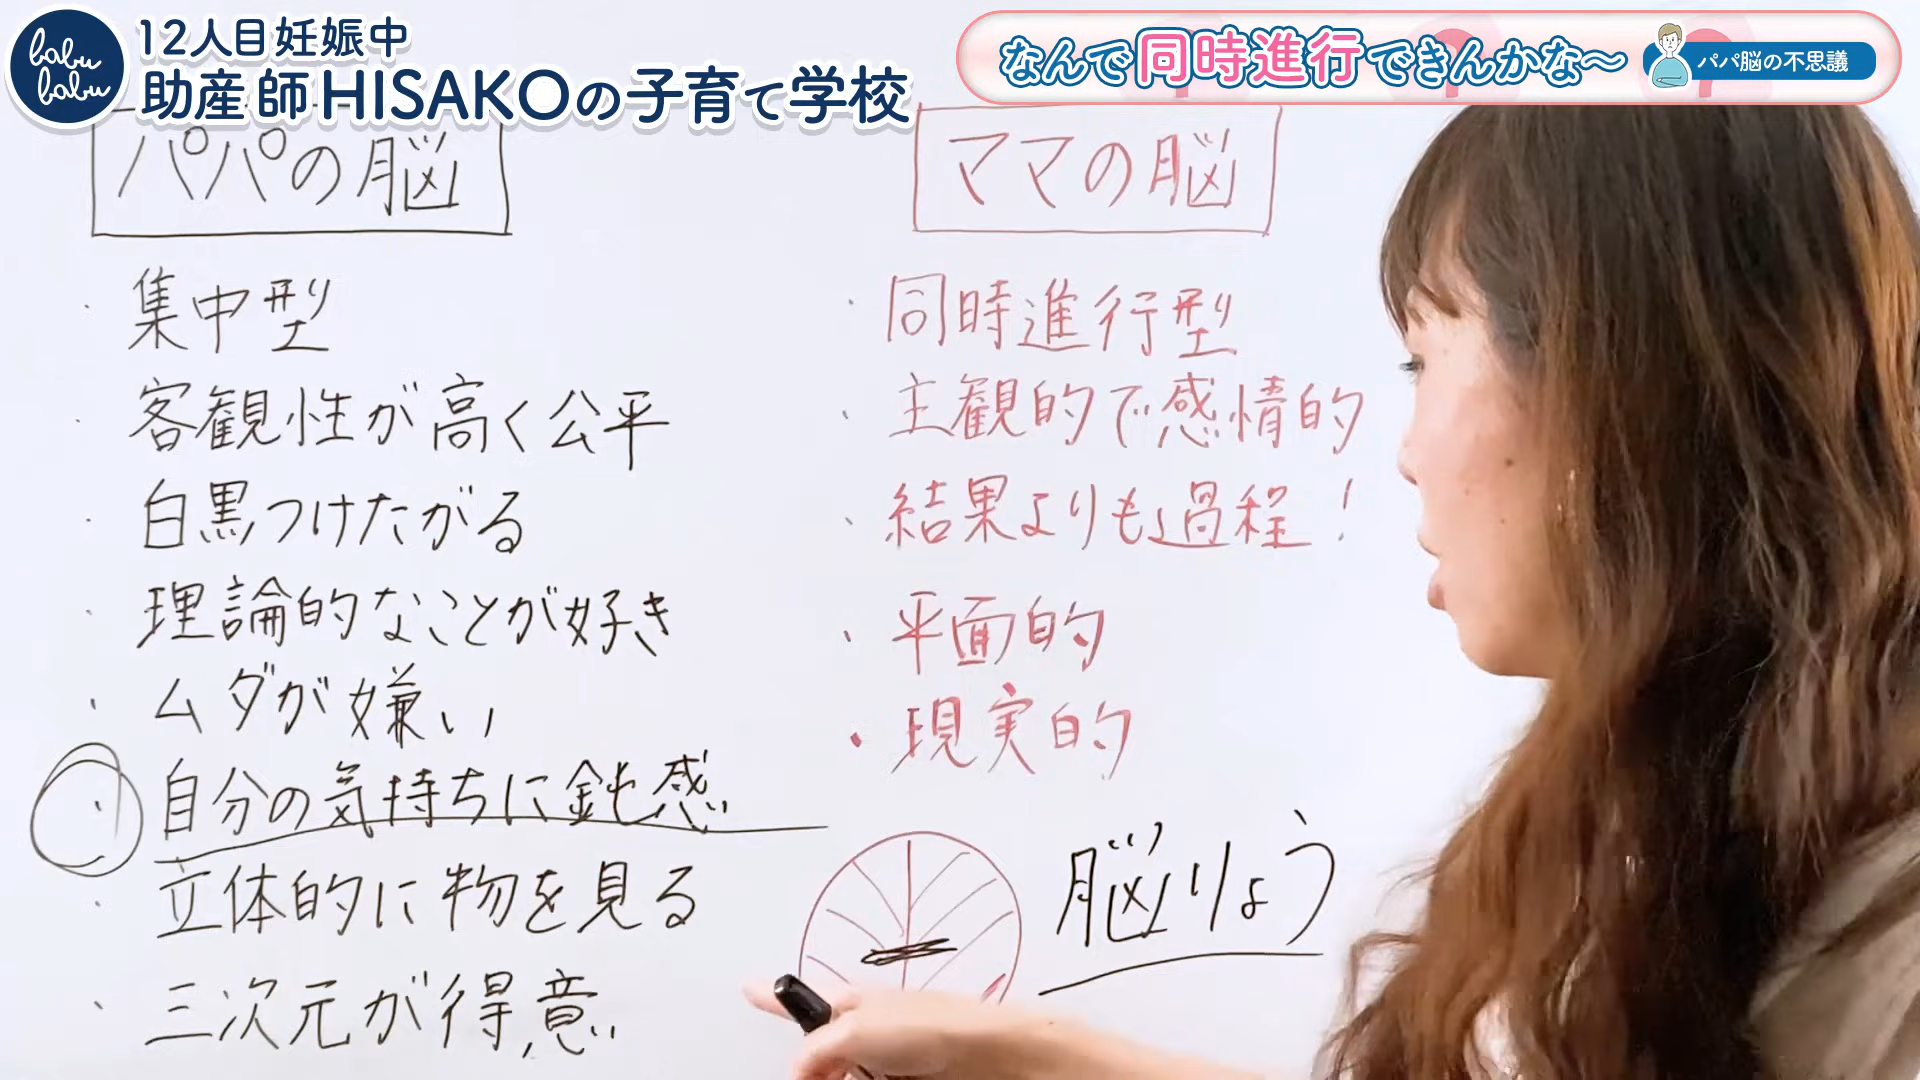 babu
babu
12人目妊娠中
助産師HISAKOの子育て学校
なんで同時進行できんかな〜
パパ脳の不思議
パパの脳
・集中型
・客観性が高く公平
・白黒つけたがる
・理論的なことが好き
・ムダが嫌い
・自分の気持ちに鈍感
・立体的に物を見る
・三次元が得意
ママの脳
・同時進行型
・主観的で感情的
・結果よりも過程!
・平面的
・現実的
脳りょう